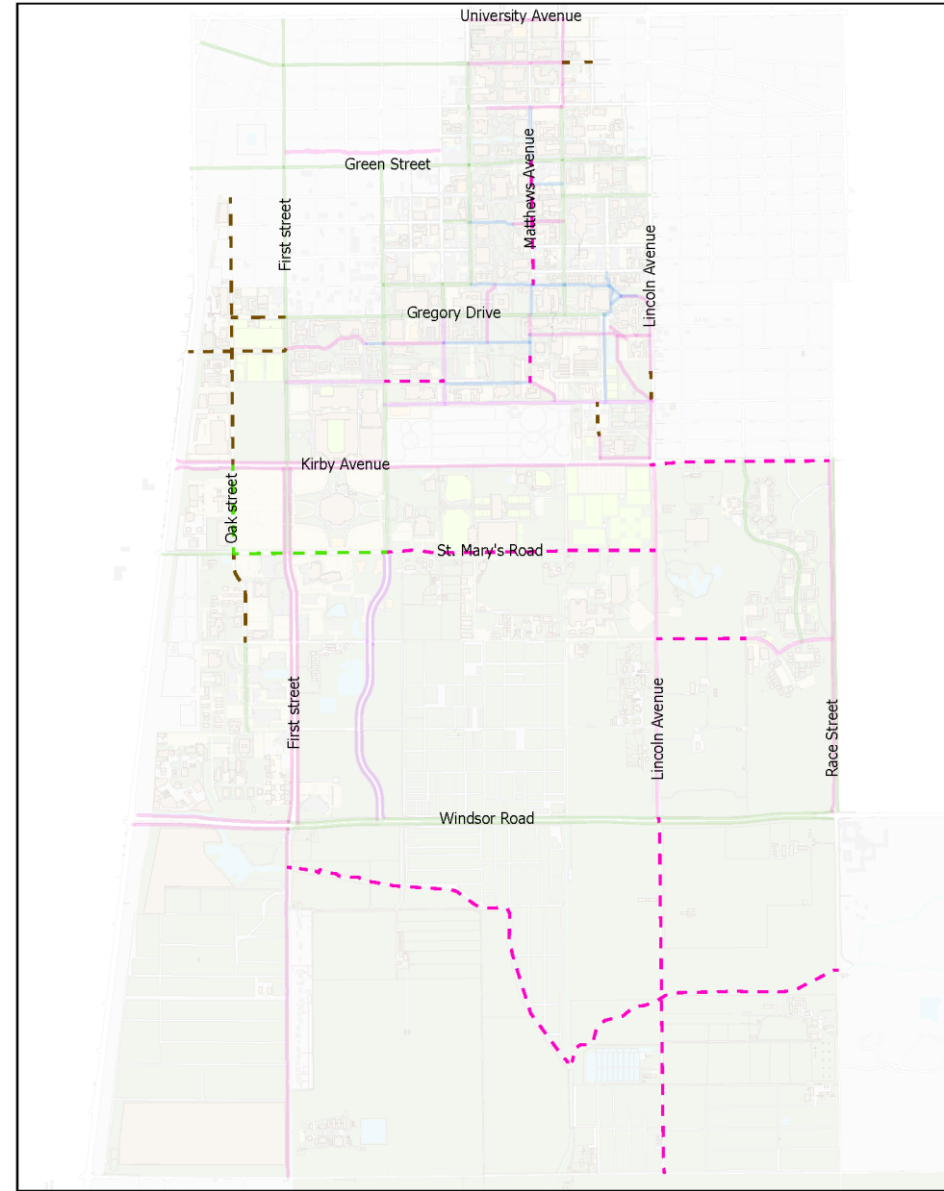 University Avenue
Matthews Avenue
Green Street
First street
Lincoln Avenue
Gregory Drive
Kirby Avenue
Oak street
St. Mary's Road
First street
Lincoln Avenue
Race Street
Windsor Road